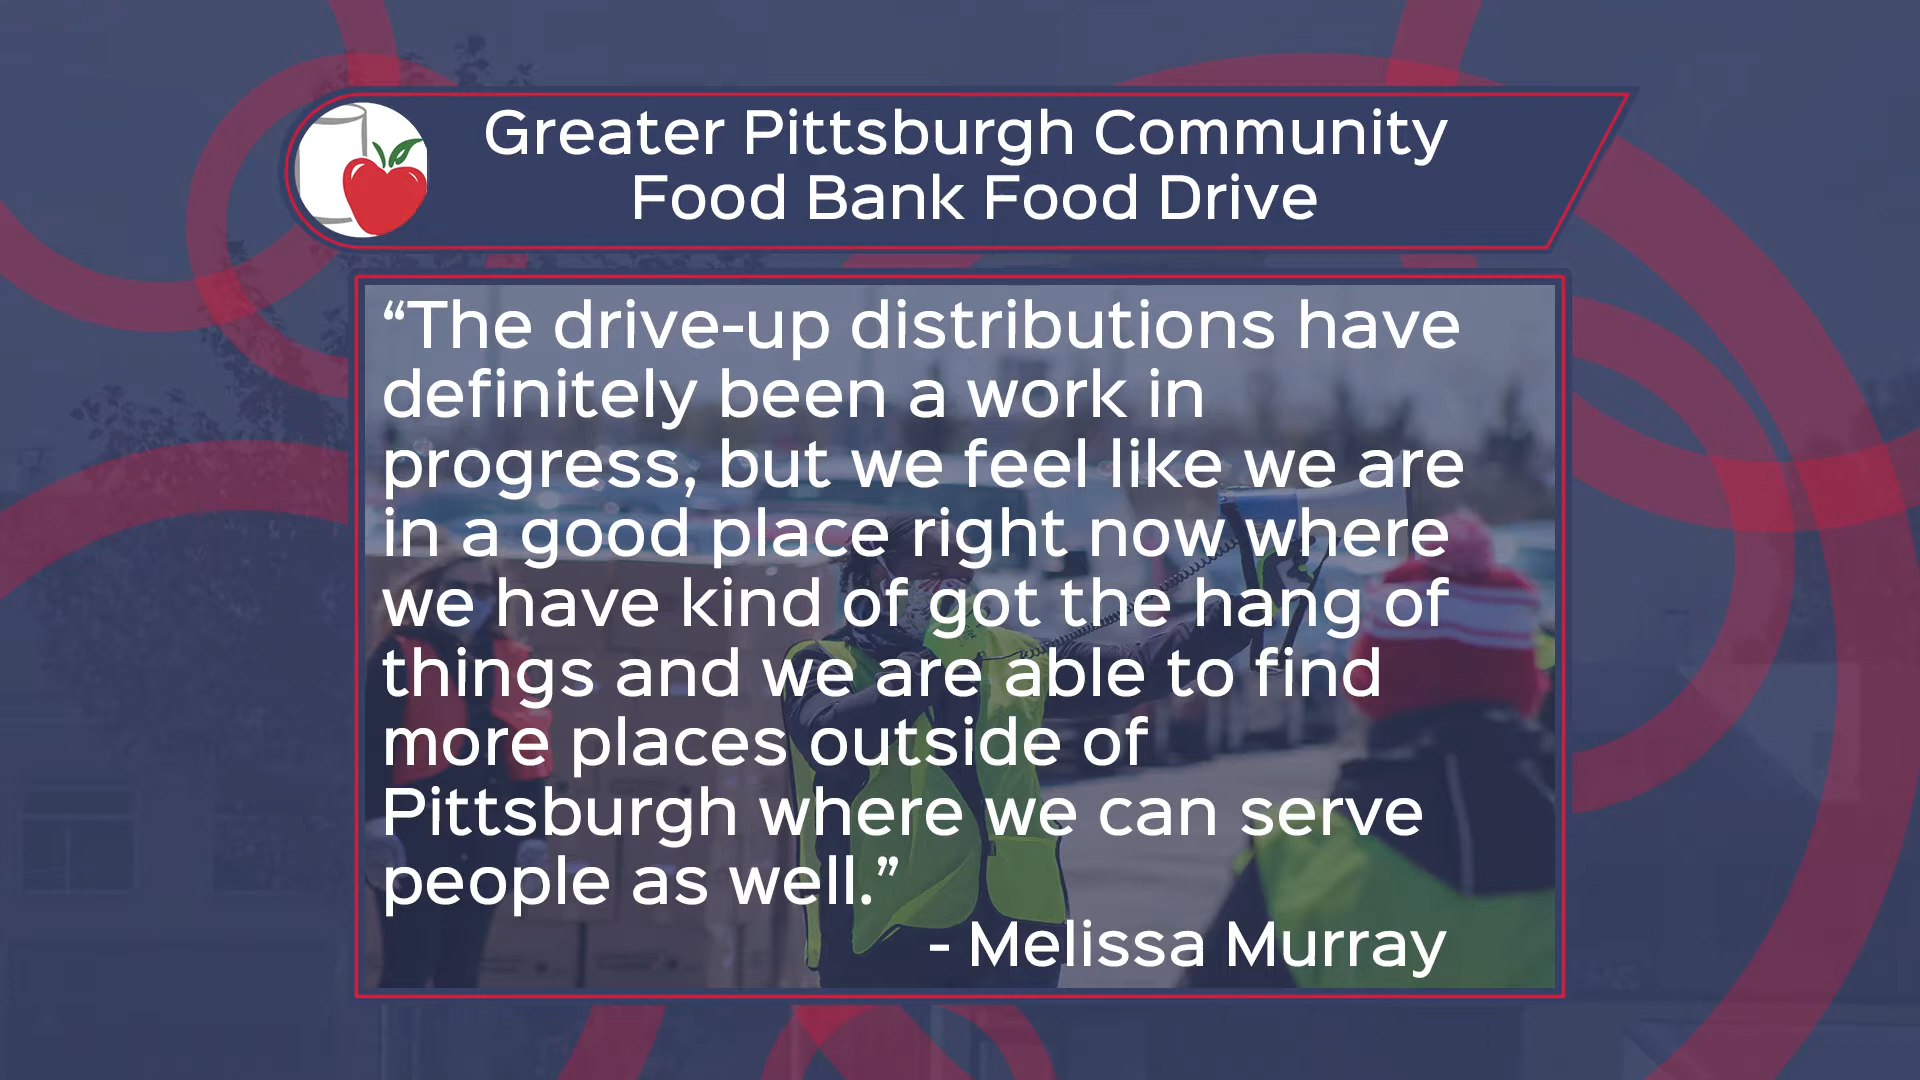 Greater Pittsburgh Community
Food Bank Food Drive
“The drive-up distributions have
definitely been a work in
progress, but we feel like we are
in a good place right now where
we have kind of got the hang of
things and we are able to find
more places outside of
Pittsburgh where we can serve
people as well.”
- Melissa Murray